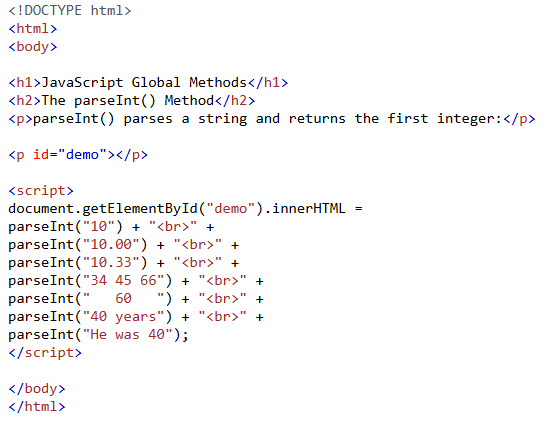 <!DOCTYPE html>
<html>
<body>
<h1>JavaScript Global Methods</h1>
<h2>The parseInt() Method</h2>
<p>parseInt() parses a string and returns the first integer:</p>
<p id="demo"></p>
<script>
document.getElementById("demo").innerHTML =
parseInt("10") + "<br>" +
parseInt("10.00") + "<br>" +
parseInt("10.33") + "<br>" +
parseInt("34 45 66") + "<br>" +
parseInt("   60   ") + "<br>" +
parseInt("40 years") + "<br>" +
parseInt("He was 40");
</script>
</body>
</html>